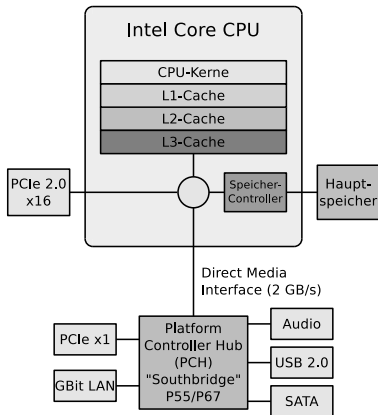 Intel Core CPU
CPU-Kerne
L1-Cache
L2-Cache
L3-Cache
PCIe 2.0
x16
Speicher-
Controller
Haupt-
speicher
Direct Media
Interface (2 GB/s)
PCIe x1
GBit LAN
Platform
Controller Hub
(PCH)
"Southbridge"
P55/P67
Audio
USB 2.0
SATA